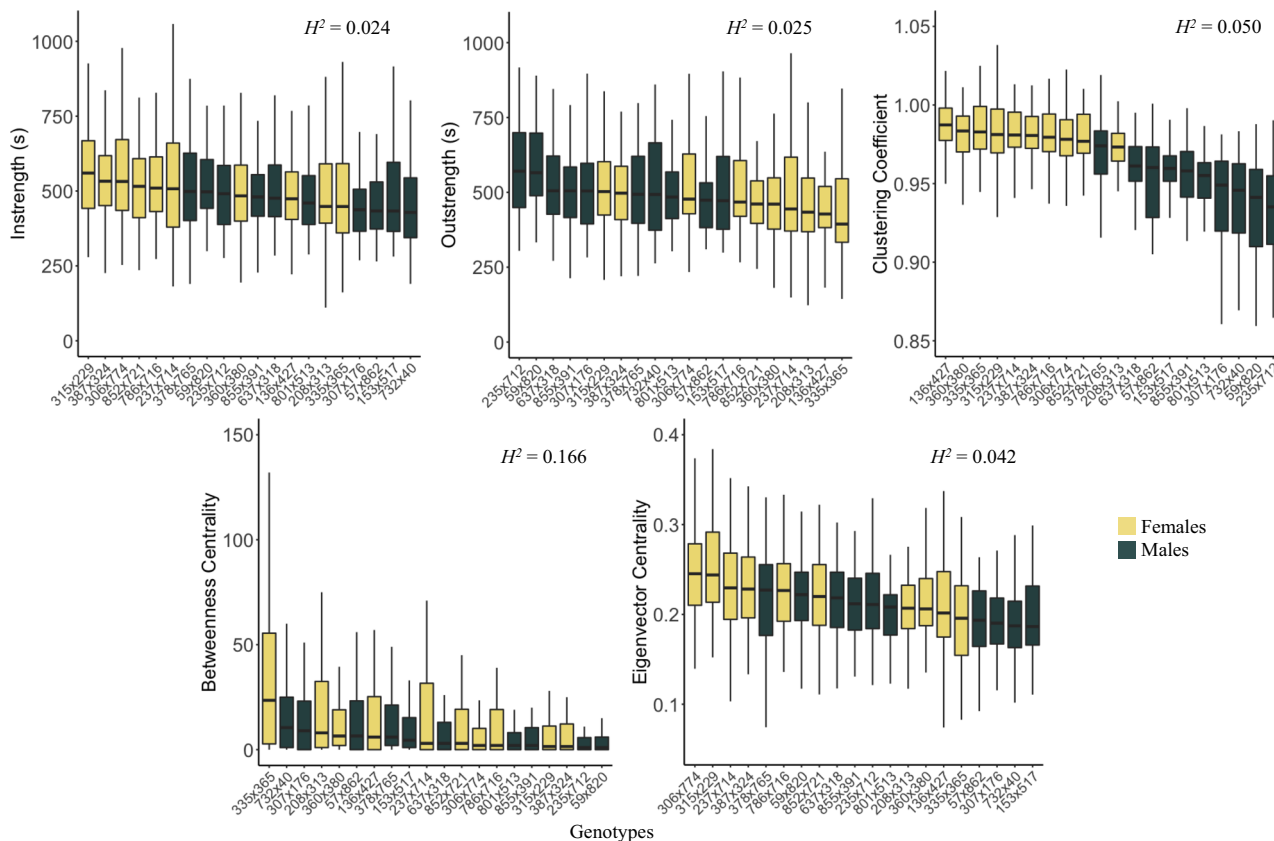 H² = 0.024
Instrength (s)
1000
750
500
250
0
315x229 387x324 306x774 852x721 786x716 237x714 378x765 59x820 235x712 360x380 855x391 637x318 136x427 801x513 208x313 335x365 307x176 57x862 153x517 732x40
H² = 0.025
Outstrength (s)
1000
750
500
250
0
235x712 59x820 637x318 855x391 307x176 315x229 387x324 378x765 732x40 801x513 306x774 57x862 153x517 786x716 852x721 360x380 237x714 208x313 136x427 335x365
H² = 0.050
Clustering Coefficient
1.00
0.95
0.90
0.85
136x427 360x380 335x365 315x229 237x714 387x324 786x716 306x774 852x721 378x765 208x313 637x318 57x862 153x517 855x391 801x513 307x176 732x40 59x820 235x712
H² = 0.166
Betweenness Centrality
150
100
50
0
335x365 732x40 307x176 208x313 360x380 57x862 136x427 378x765 153x517 237x714 637x318 852x721 306x774 786x716 801x513 855x391 315x229 387x324 235x712 59x820
H² = 0.042
Eigenvector Centrality
0.4
0.3
0.2
0.1
306x774 315x229 237x714 387x324 378x765 786x716 59x820 852x721 637x318 855x391 235x712 801x513 208x313 360x380 136x427 335x365 57x862 307x176 732x40 153x517
Females
Males
Genotypes